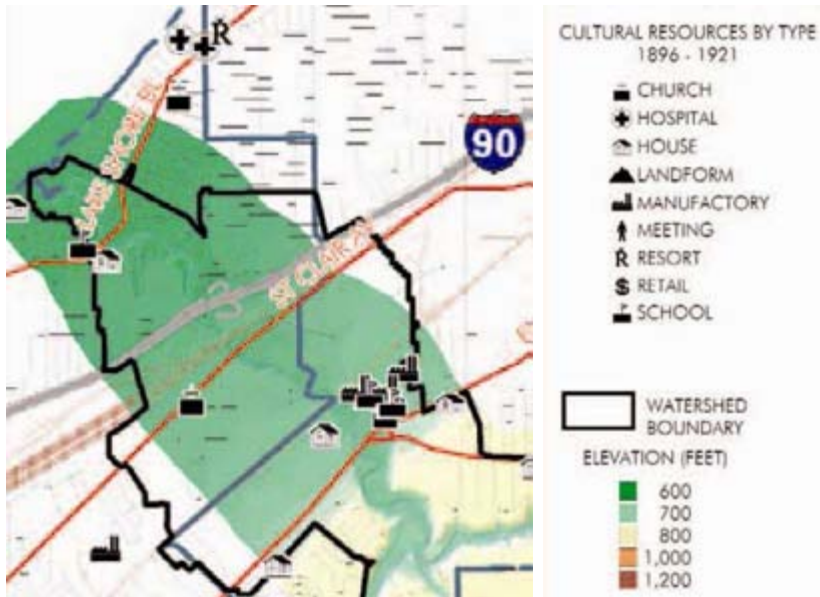 Ř
LAKE SHORE BL
90
ST CLAIR AV
CULTURAL RESOURCES BY TYPE
1896 - 1921
CHURCH
HOSPITAL
HOUSE
LANDFORM
MANUFACTORY
MEETING
Ř RESORT
$ RETAIL
SCHOOL
WATERSHED
BOUNDARY
ELEVATION (FEET)
600
700
800
1,000
1,200